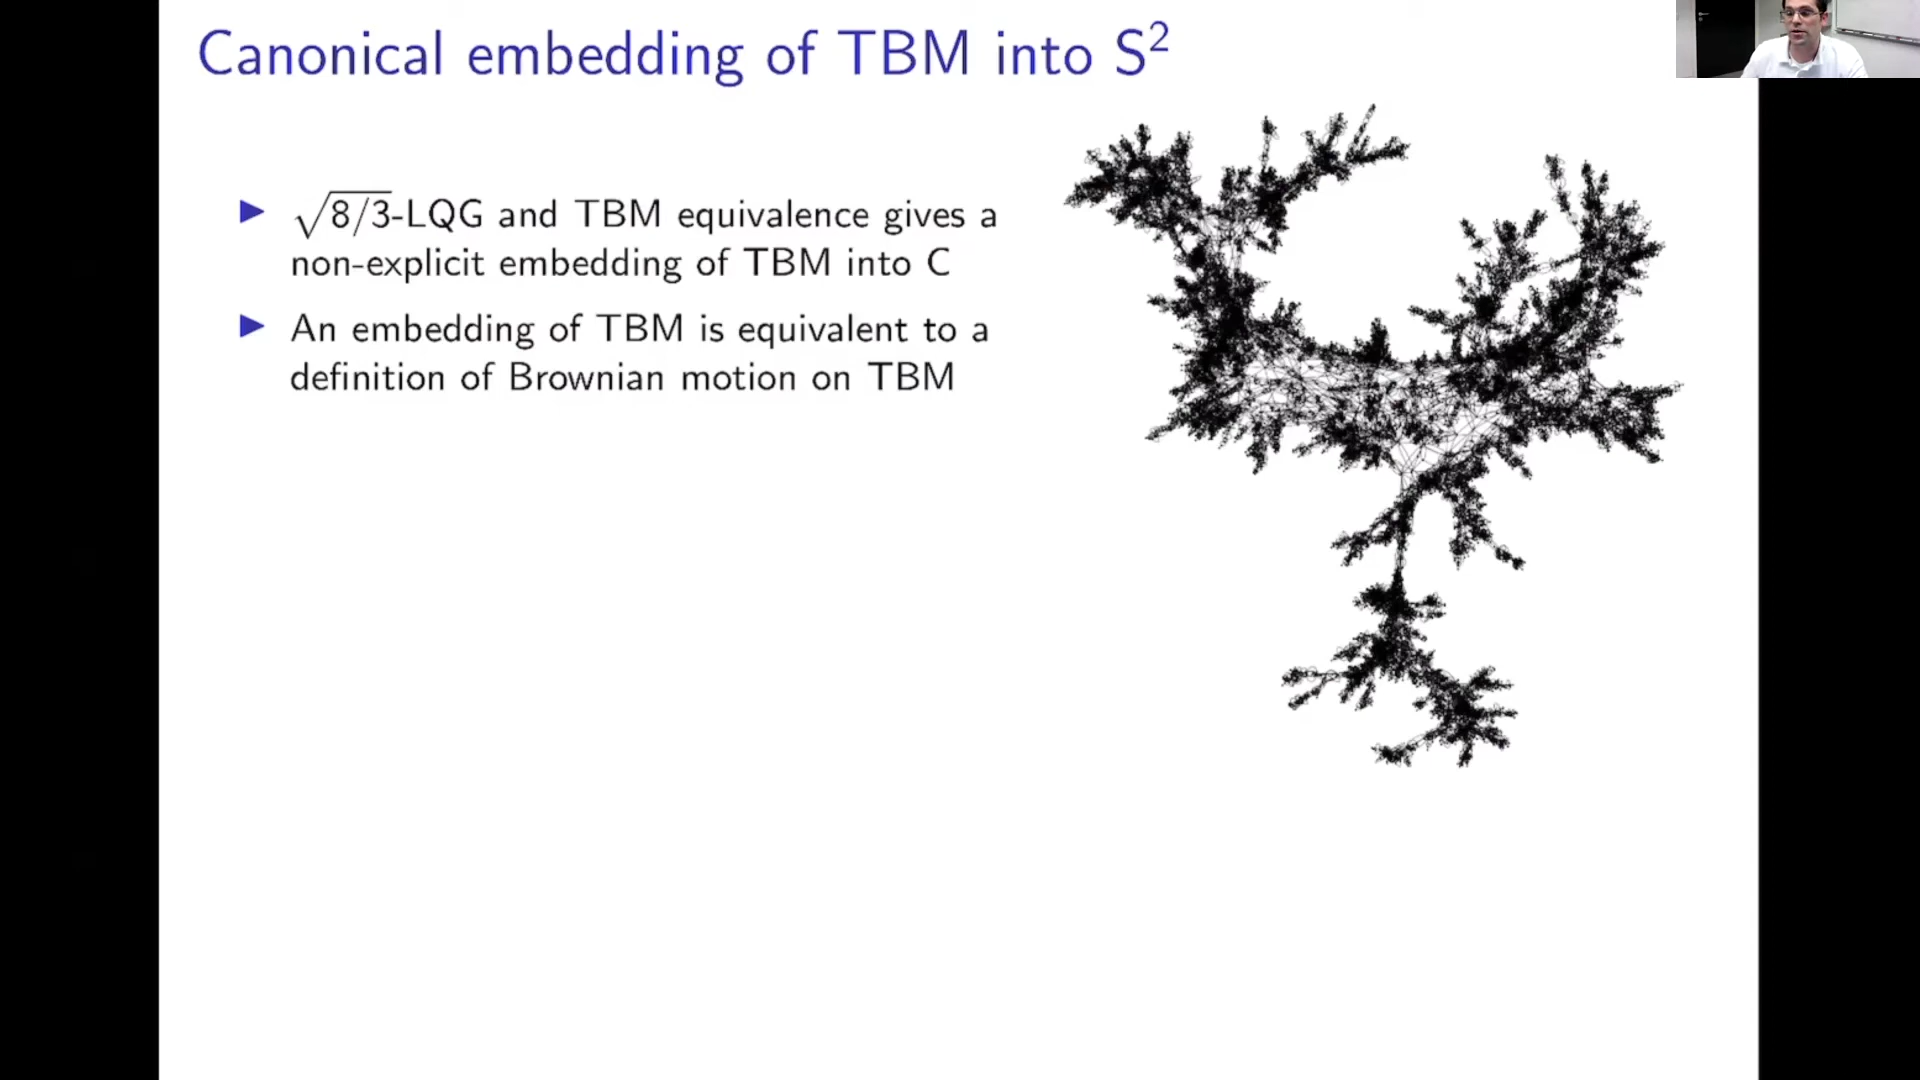 Canonical embedding of TBM into S²
▶ √8/3-LQG and TBM equivalence gives a
non-explicit embedding of TBM into C
▶ An embedding of TBM is equivalent to a
definition of Brownian motion on TBM